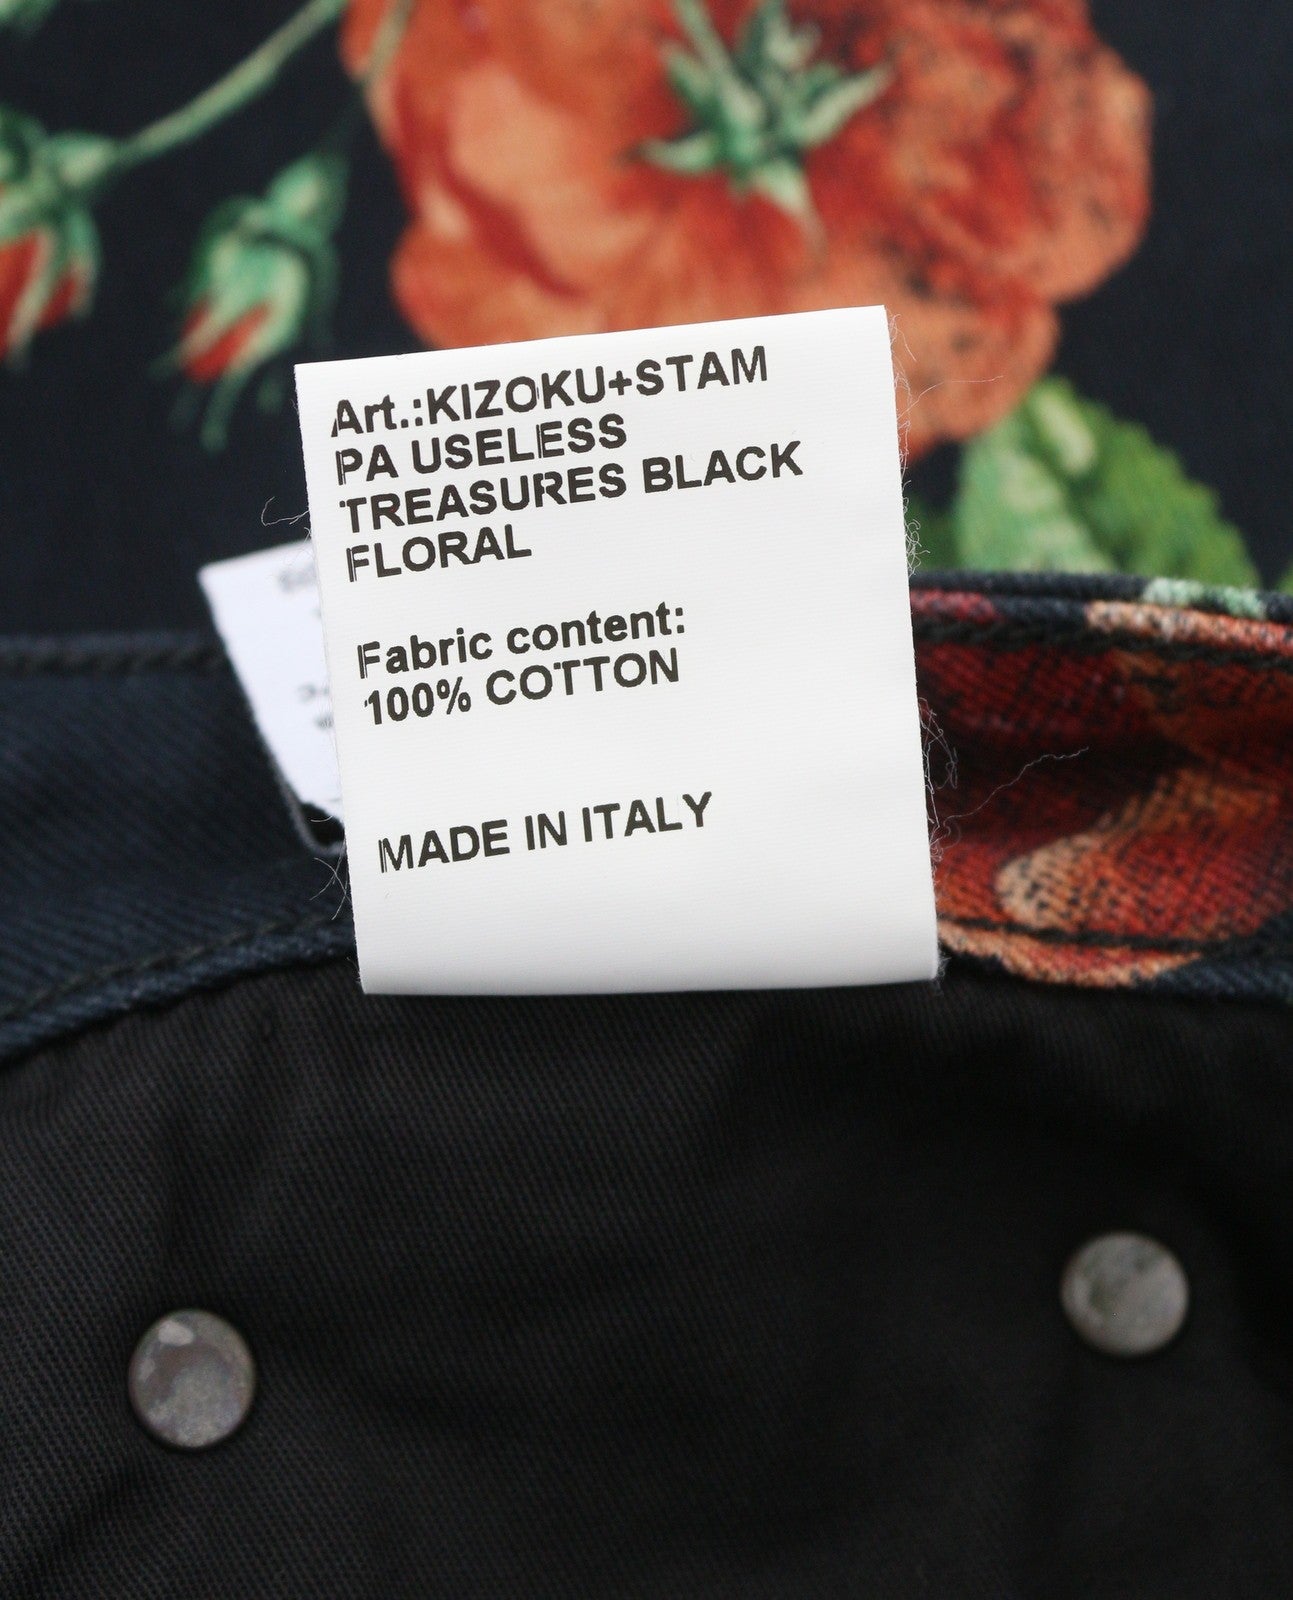 Art.:KIZOKU+STAM
PA USELESS
TREASURES BLACK
FLORAL
Fabric content:
100% COTTON
MADE IN ITALY